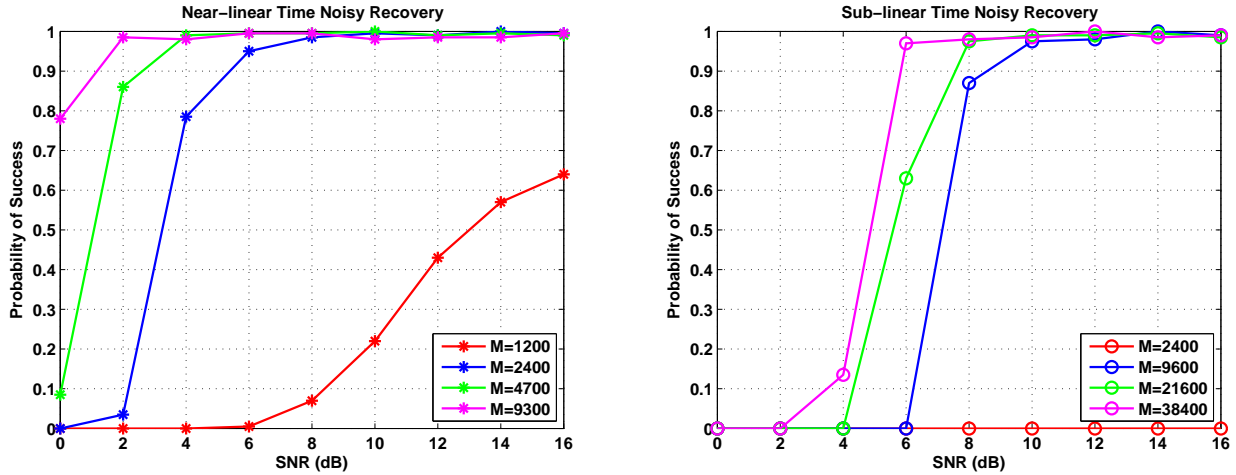 Near−linear Time Noisy Recovery
1
0.9
0.8
0.7
0.6
0.5
0.4
0.3
0.2
0.1
0
Probability of Success
0 2 4 6 8 10 12 14 16
SNR (dB)
M=1200
M=2400
M=4700
M=9300
Sub−linear Time Noisy Recovery
1
0.9
0.8
0.7
0.6
0.5
0.4
0.3
0.2
0.1
0
Probability of Success
0 2 4 6 8 10 12 14 16
SNR (dB)
M=2400
M=9600
M=21600
M=38400